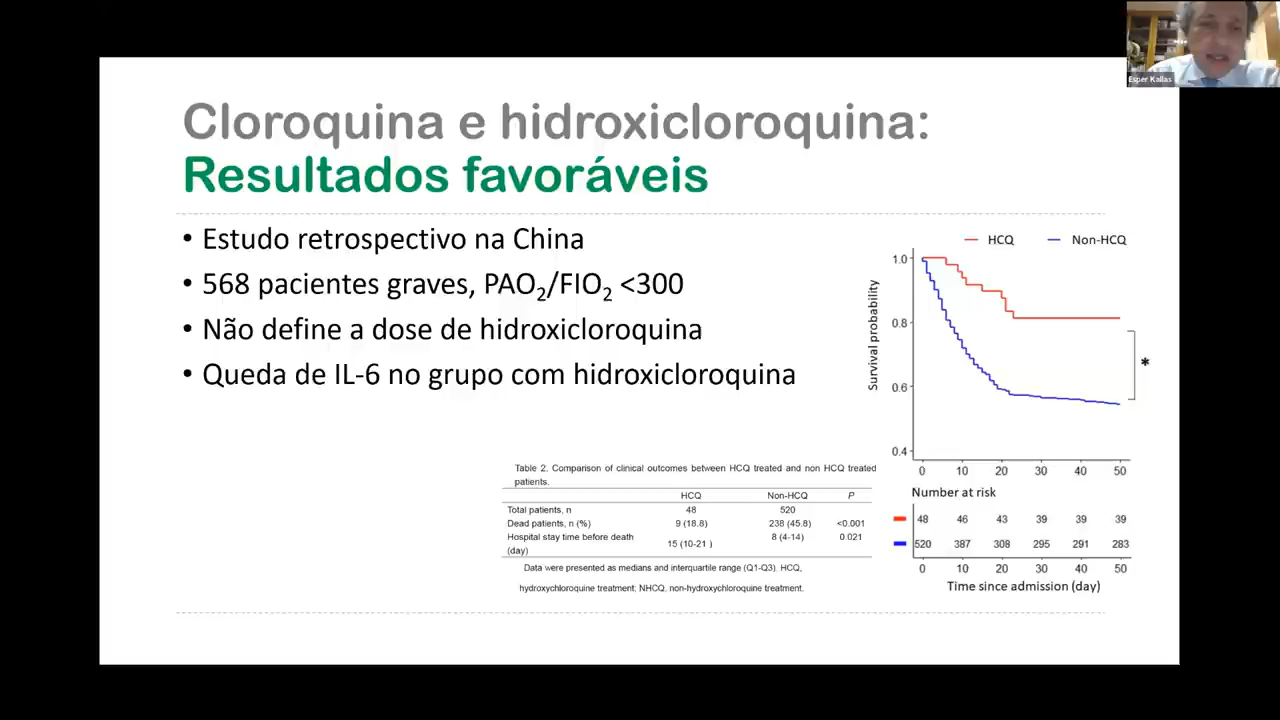 Esper Kallas
Cloroquina e hidroxicloroquina:
Resultados favoráveis
• Estudo retrospectivo na China
• 568 pacientes graves, PAO₂/FIO₂ <300
• Não define a dose de hidroxicloroquina
• Queda de IL-6 no grupo com hidroxicloroquina
Table 2. Comparison of clinical outcomes between HCQ treated and non HCQ treated
patients.
HCQ Non-HCQ P
Total patients, n 48 520
Dead patients, n (%) 9 (18.8) 238 (45.8) <0.001
Hospital stay time before death 8 (4-14) 0.021
(day) 15 (10-21 )
Data were presented as medians and interquartile range (Q1-Q3). HCQ,
hydroxychloroquine treatment; NHCQ, non-hydroxychloroquine treatment.
HCQ Non-HCQ
Survival probability
1.0
0.8
*
0.6
0.4
0 10 20 30 40 50
Number at risk
48 46 43 39 39 39
520 387 308 295 291 283
0 10 20 30 40 50
Time since admission (day)